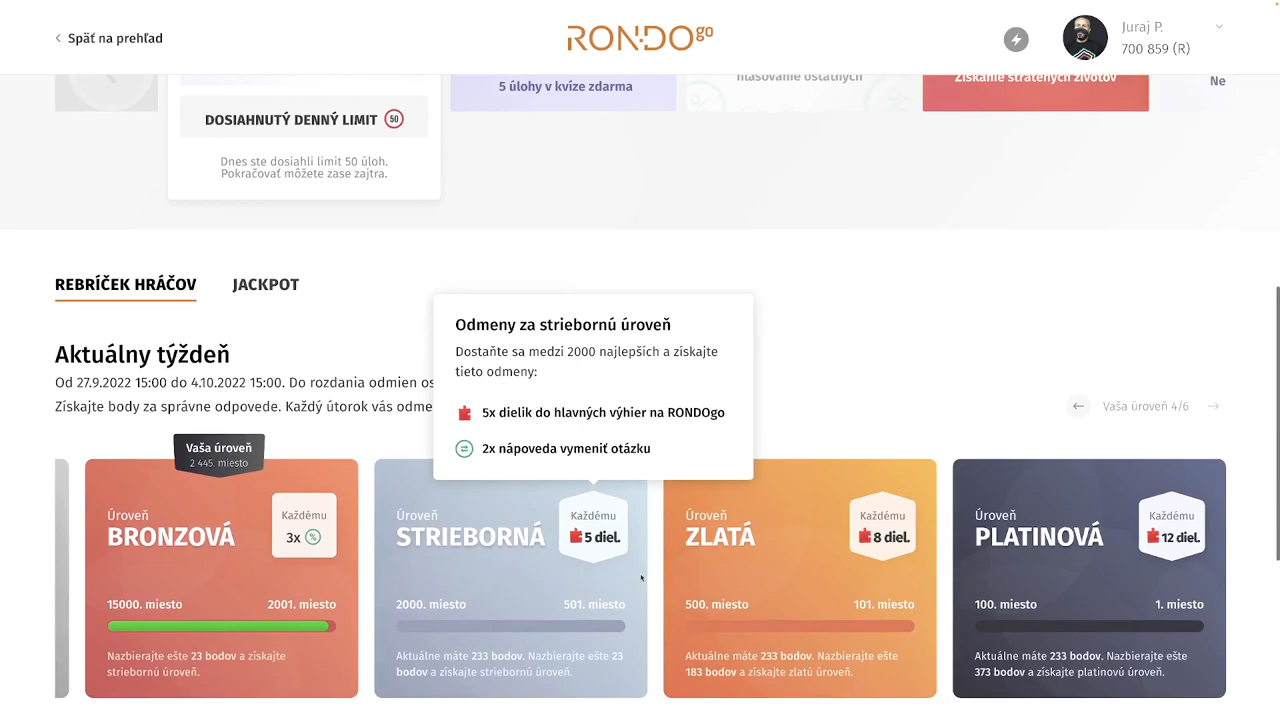 Späť na prehľad
RONDO go
Juraj P.
700 859 (R)
5 úlohy v kvíze zdarma
hlasovanie ostatných
Získanie stratených životov
Ne
DOSIAHNUTÝ DENNÝ LIMIT 50
Dnes ste dosiahli limit 50 úloh.
Pokračovať môžete zase zajtra.
REBRÍČEK HRÁČOV
JACKPOT
Odmeny za striebornú úroveň
Dostaňte sa medzi 2000 najlepších a získajte
tieto odmeny:
5x dielik do hlavných výhier na RONDOgo
2x nápoveda vymeniť otázku
Aktuálny týždeň
Od 27.9.2022 15:00 do 4.10.2022 15:00. Do rozdania odmien os
Získajte body za správne odpovede. Každý útorok vás odme
Vaša úroveň 4/6
Vaša úroveň
2 445. miesto
Úroveň
BRONZOVÁ
Každému
3x %
15000. miesto
2001. miesto
Nazbierajte ešte 23 bodov a získajte
striebornú úroveň.
Úroveň
STRIEBORNÁ
Každému
5 diel.
2000. miesto
501. miesto
Aktuálne máte 233 bodov. Nazbierajte ešte 23
bodov a získajte striebornú úroveň.
Úroveň
ZLATÁ
Každému
8 diel.
500. miesto
101. miesto
Aktuálne máte 233 bodov. Nazbierajte ešte
183 bodov a získajte zlatú úroveň.
Úroveň
PLATINOVÁ
Každému
12 diel.
100. miesto
1. miesto
Aktuálne máte 233 bodov. Nazbierajte ešte
373 bodov a získajte platinovú úroveň.